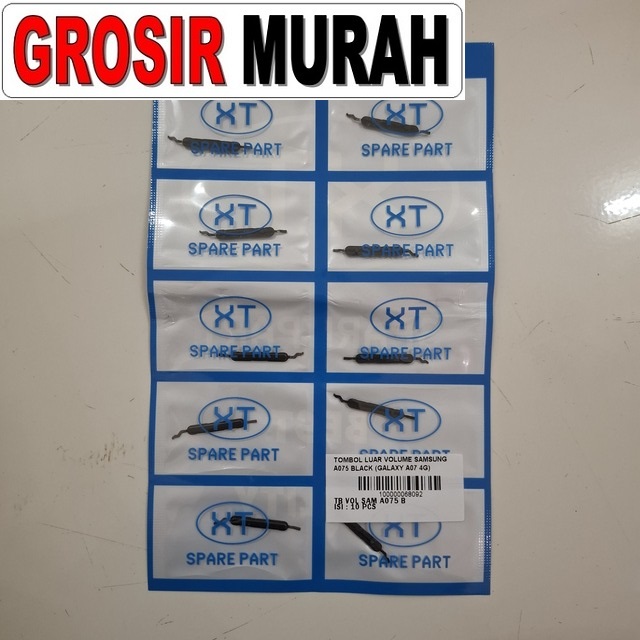 GROSIR MURAH
XT
SPARE PART
XT
SPARE PART
XT
SPARE PART
XT
SPARE PART
XT
SPARE PART
XT
SPARE PART
XT
SPARE PART
XT
TOMBOL LUAR VOLUME SAMSUNG
A075 BLACK (GALAXY A07 4G)
100000068092
TB VOL SAM A075 B
ISI : 10 PCS
XT
SPARE PART
XT
SPARE PART